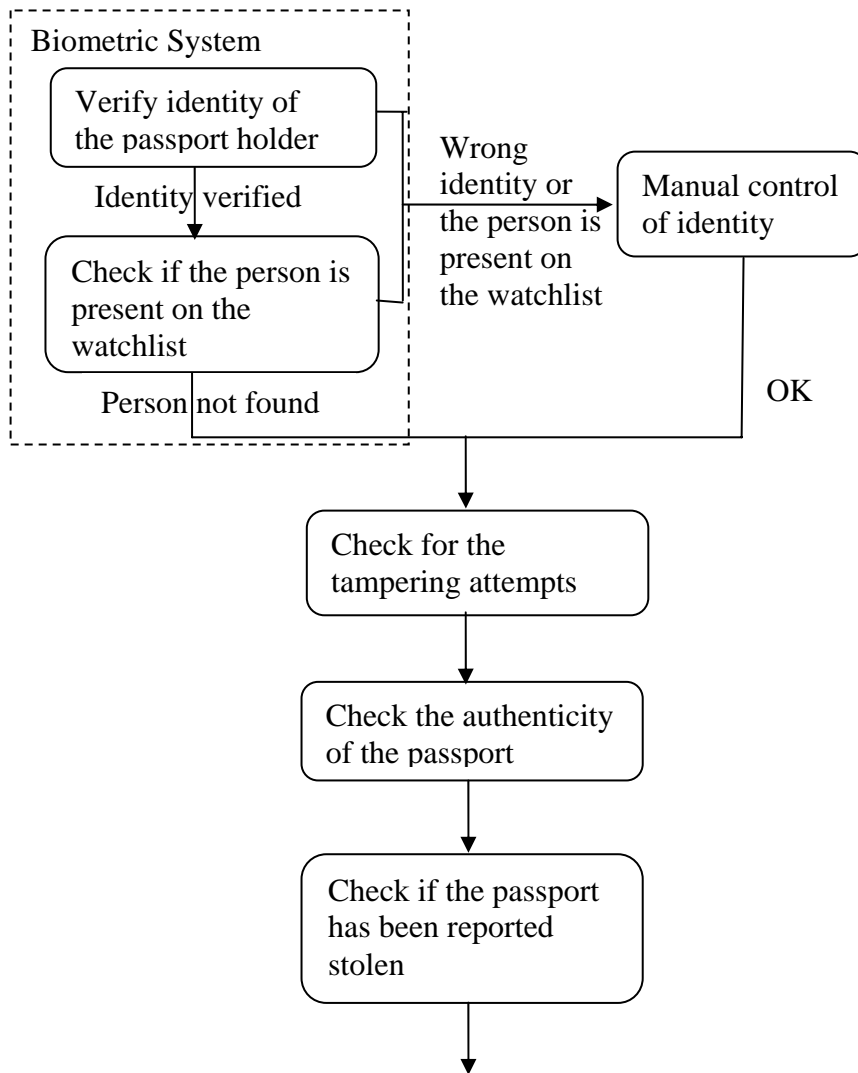 Biometric System
Verify identity of
the passport holder
Identity verified
Check if the person is
present on the
watchlist
Person not found
Wrong
identity or
the person is
present on
the watchlist
Manual control
of identity
OK
Check for the
tampering attempts
Check the authenticity
of the passport
Check if the passport
has been reported
stolen